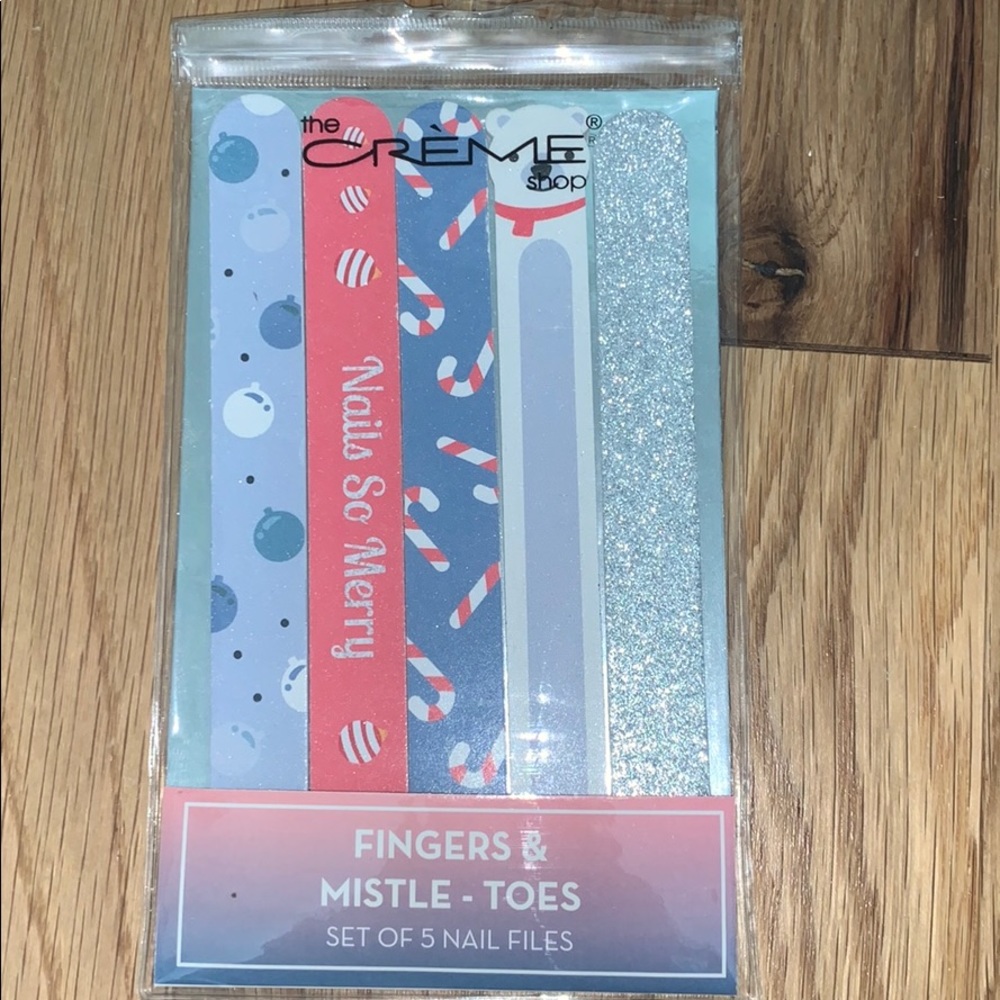 the
CRÈME®
shop
Nails So Merry
FINGERS &
MISTLE - TOES
SET OF 5 NAIL FILES